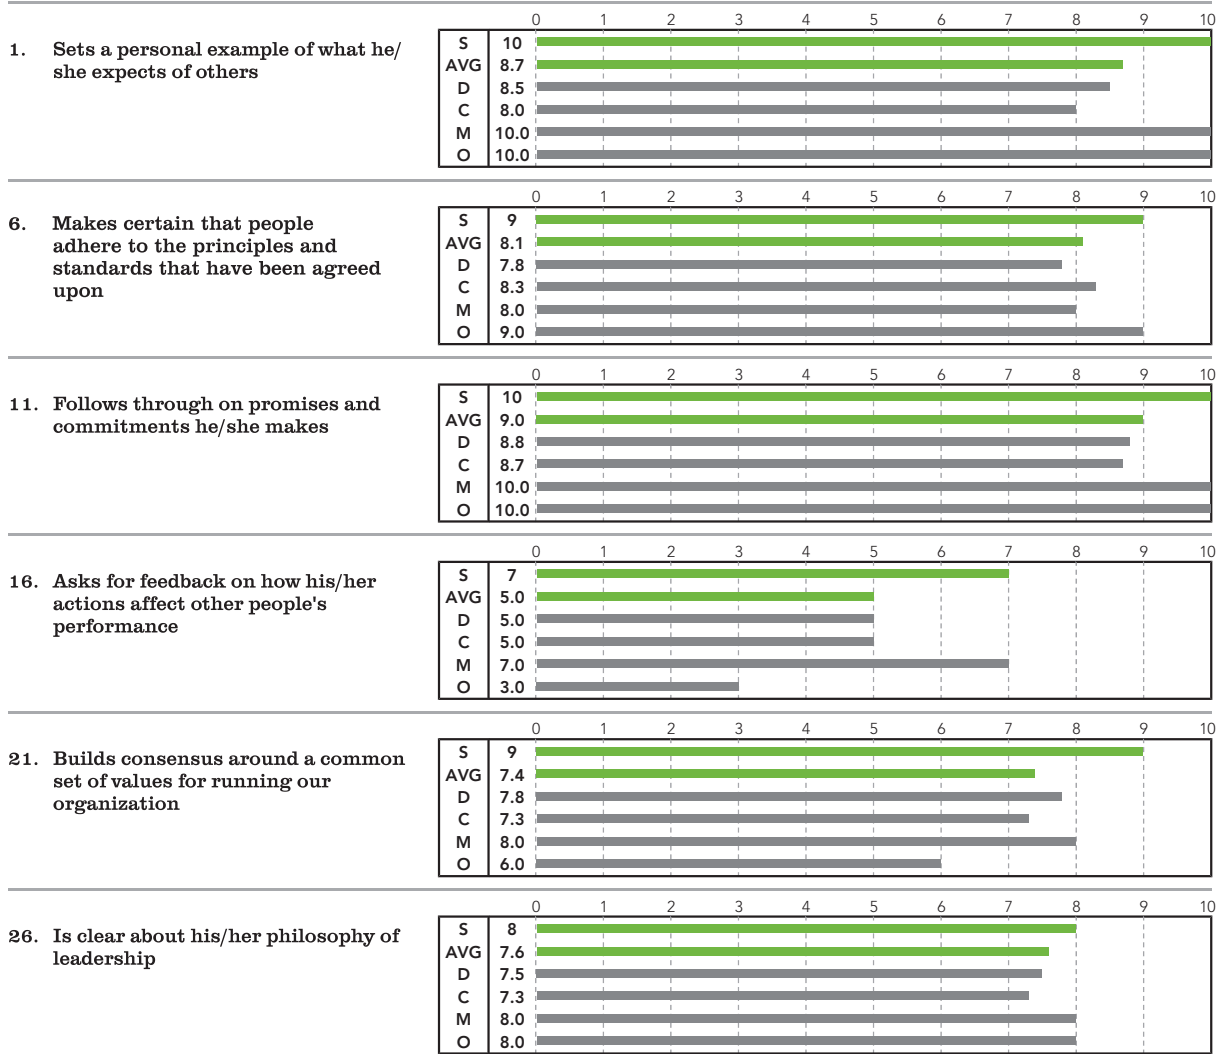 0 1 2 3 4 5 6 7 8 9 10
1. Sets a personal example of what he/
she expects of others
S 10
AVG 8.7
D 8.5
C 8.0
M 10.0
O 10.0
0 1 2 3 4 5 6 7 8 9 10
6. Makes certain that people
adhere to the principles and
standards that have been agreed
upon
S 9
AVG 8.1
D 7.8
C 8.3
M 8.0
O 9.0
0 1 2 3 4 5 6 7 8 9 10
11. Follows through on promises and
commitments he/she makes
S 10
AVG 9.0
D 8.8
C 8.7
M 10.0
O 10.0
0 1 2 3 4 5 6 7 8 9 10
16. Asks for feedback on how his/her
actions affect other people's
performance
S 7
AVG 5.0
D 5.0
C 5.0
M 7.0
O 3.0
0 1 2 3 4 5 6 7 8 9 10
21. Builds consensus around a common
set of values for running our
organization
S 9
AVG 7.4
D 7.8
C 7.3
M 8.0
O 6.0
0 1 2 3 4 5 6 7 8 9 10
26. Is clear about his/her philosophy of
leadership
S 8
AVG 7.6
D 7.5
C 7.3
M 8.0
O 8.0